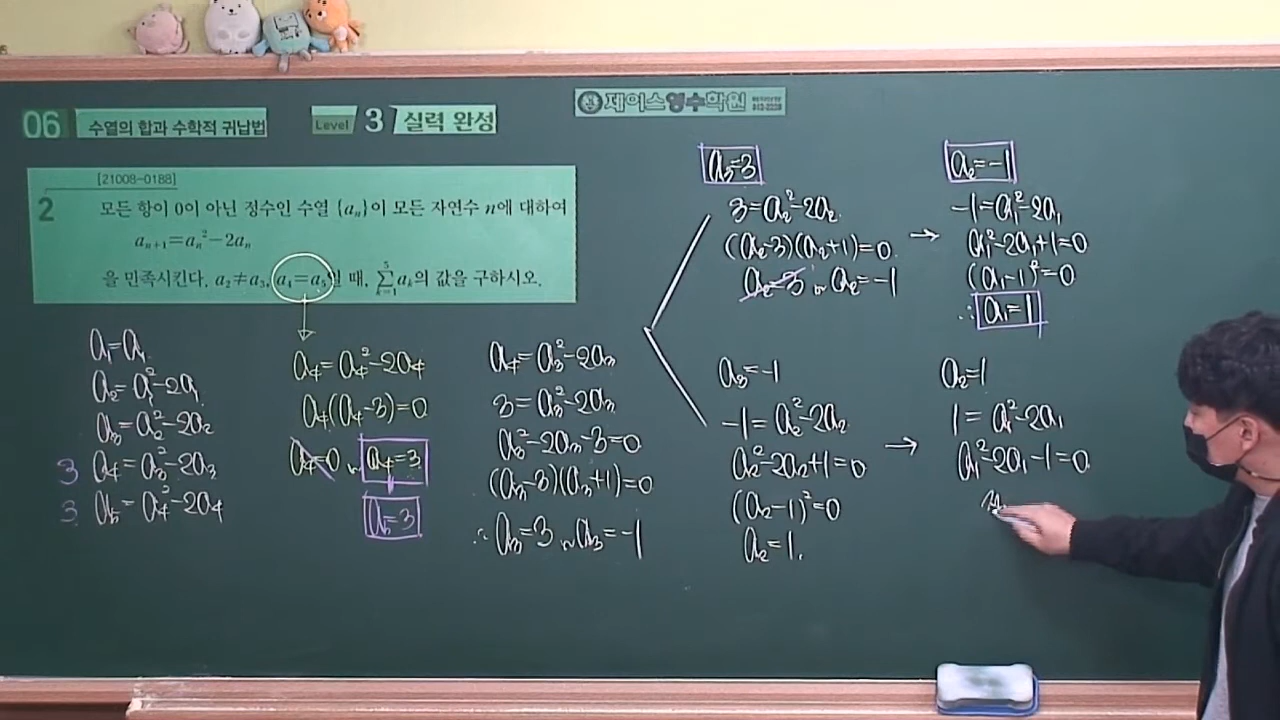 06 수열의 합과 수학적 귀납법
Level 3 실력 완성
제이스영수학원
[21008-0188]
2 모든 항이 0이 아닌 정수인 수열 {aₙ}이 모든 자연수 n에 대하여
aₙ₊₁=aₙ²−2aₙ
을 만족시킨다. a₂≠a₃, a₄=a₅일 때, ∑ₖ₌₁⁵ aₖ의 값을 구하시오.
a₁=a₁.
a₂=a₁²-2a₁
a₃=a₂²-2a₂
3 a₄=a₃²-2a₃
3 a₅=a₄²-2a₄
a₄=a₄²-2a₄
a₄(a₄-3)=0
a₄=0 or a₄=3
a₅=3
a₄=a₃²-2a₃
3=a₃²-2a₃
a₃²-2a₃-3=0
(a₃-3)(a₃+1)=0
∴ a₃=3 or a₃=-1
a₃=3
3=a₂²-2a₂
(a₂-3)(a₂+1)=0
a₂=3 or a₂=-1
→
a₂=-1
-1=a₁²-2a₁
a₁²-2a₁+1=0
(a₁-1)²=0
∴ a₁=1
a₃=-1
-1=a₂²-2a₂
a₂²-2a₂+1=0
(a₂-1)²=0
a₂=1.
→
a₂=1
1=a₁²-2a₁
a₁²-2a₁-1=0